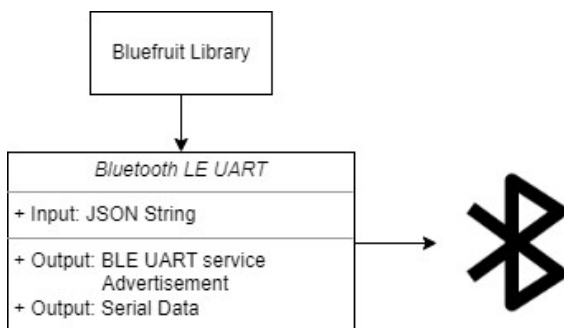 Bluefruit Library
Bluetooth LE UART
+ Input: JSON String
+ Output: BLE UART service
Advertisement
+ Output: Serial Data